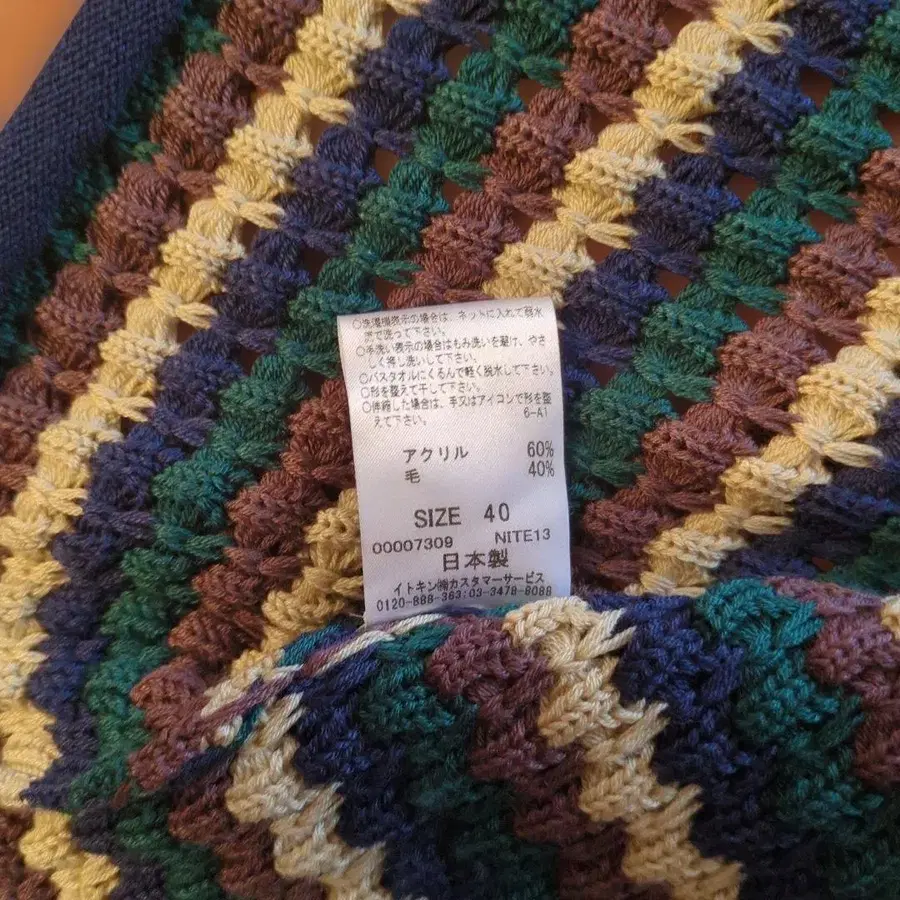 ○洗濯機表示の場合は、ネットに入れて弱水
流で洗って下さい。
○手洗い表示の場合はもみ洗いを避け、やさ
しく押し洗いして下さい。
○バスタオルにくるんで軽く脱水して下さい。
○形を整えて干して下さい。
○伸縮した場合は、手又はアイロンで形を整
えて下さい。 6-A1
アクリル 60%
毛 40%
SIZE 40
00007309 NITE13
日本製
イトキン㈱カスタマーサービス
0120-888-363:03-3478-8088